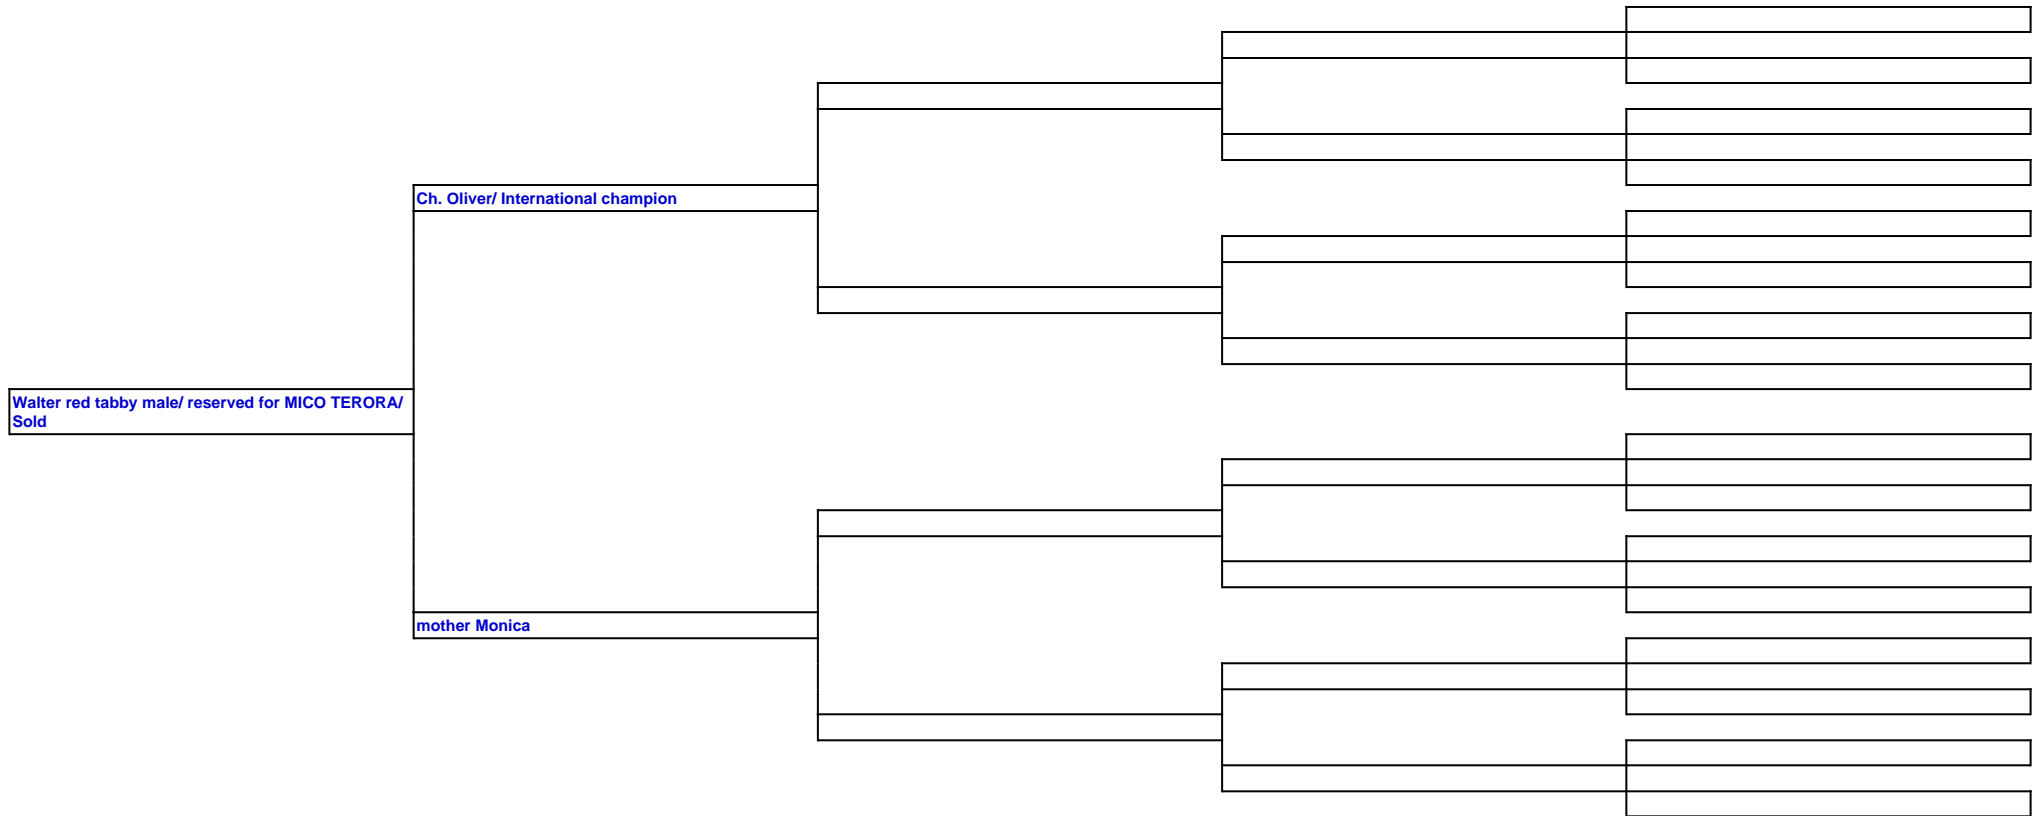 Ch. Oliver/ International champion
Walter red tabby male/ reserved for MICO TERORA/
Sold
mother Monica